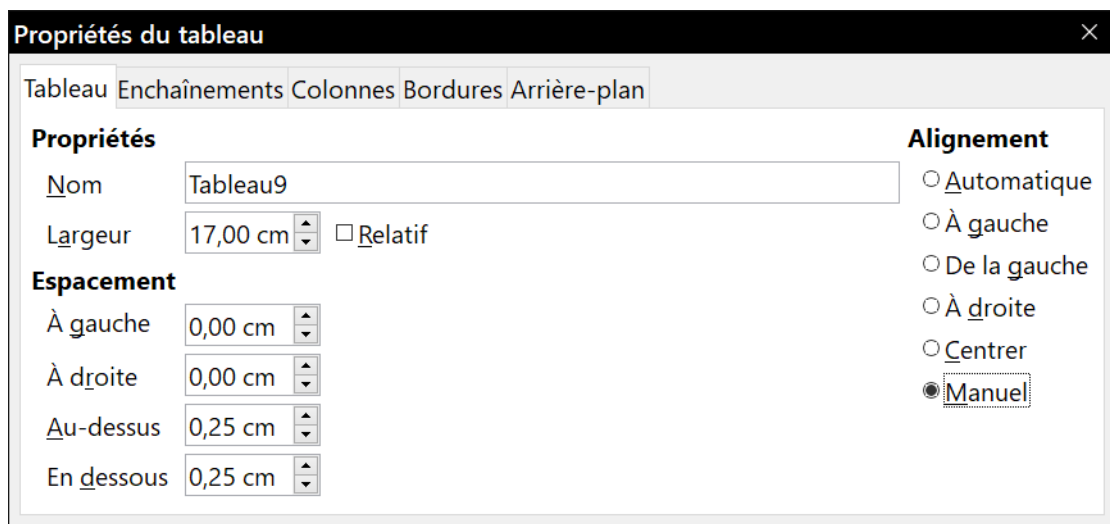 Propriétés du tableau
Tableau Enchaînements Colonnes Bordures Arrière-plan
Propriétés
Nom Tableau9
Largeur 17,00 cm Relatif
Espacement
À gauche 0,00 cm
À droite 0,00 cm
Au-dessus 0,25 cm
En dessous 0,25 cm
Alignement
Automatique
À gauche
De la gauche
À droite
Centrer
Manuel